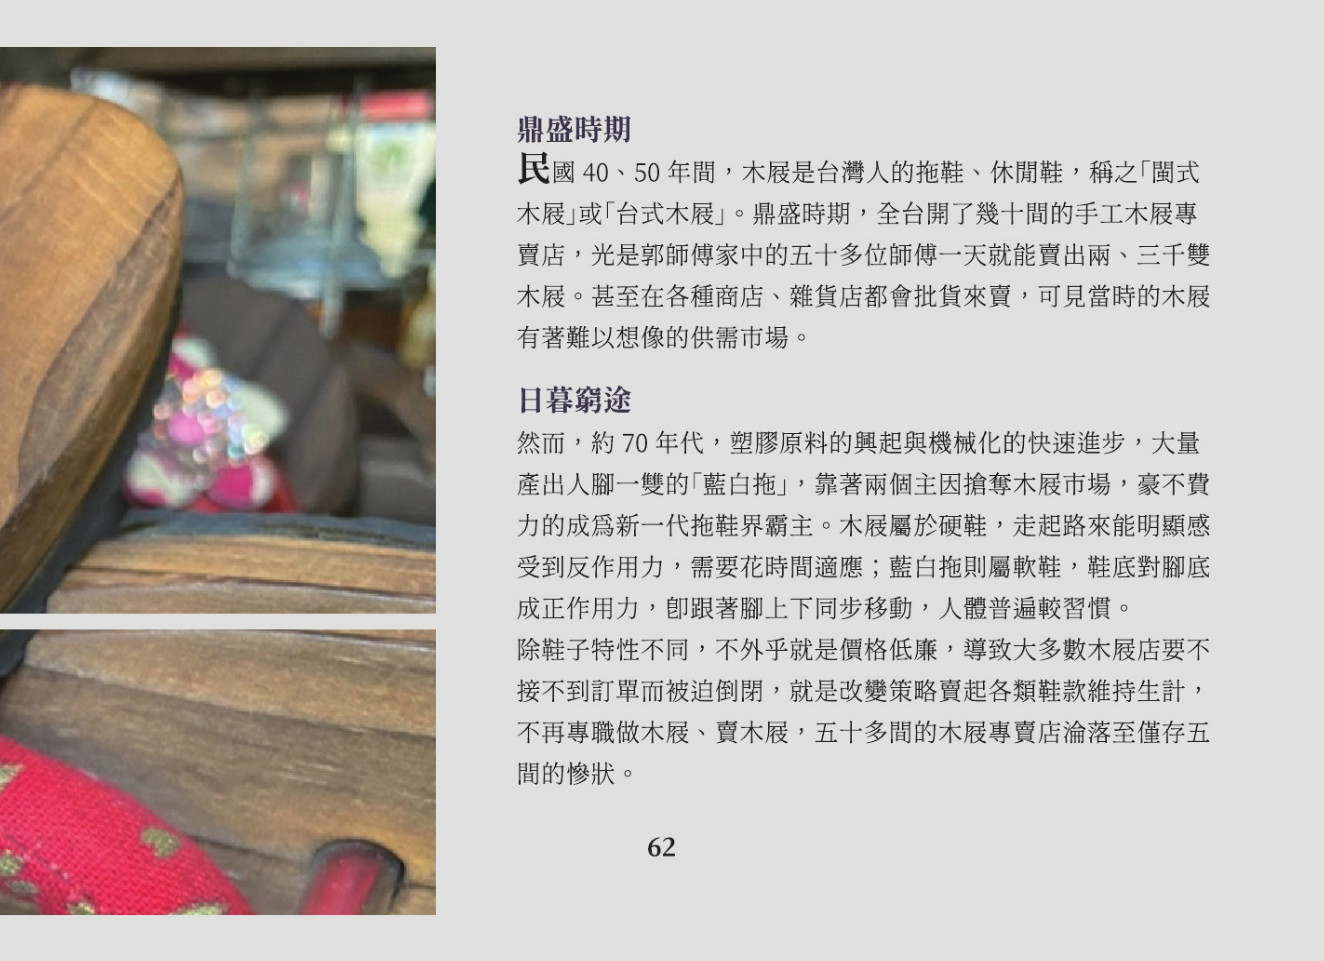 鼎盛時期
民國 40、50 年間，木屐是台灣人的拖鞋、休閒鞋，稱之「閩式
木屐」或「台式木屐」。鼎盛時期，全台開了幾十間的手工木屐專
賣店，光是郭師傅家中的五十多位師傅一天就能賣出兩、三千雙
木屐。甚至在各種商店、雜貨店都會批貨來賣，可見當時的木屐
有著難以想像的供需市場。
日暮窮途
然而，約 70 年代，塑膠原料的興起與機械化的快速進步，大量
產出人腳一雙的「藍白拖」，靠著兩個主因搶奪木屐市場，豪不費
力的成爲新一代拖鞋界霸主。木屐屬於硬鞋，走起路來能明顯感
受到反作用力，需要花時間適應；藍白拖則屬軟鞋，鞋底對腳底
成正作用力，卽跟著腳上下同步移動，人體普遍較習慣。
除鞋子特性不同，不外乎就是價格低廉，導致大多數木屐店要不
接不到訂單而被迫倒閉，就是改變策略賣起各類鞋款維持生計，
不再專職做木屐、賣木屐，五十多間的木屐專賣店淪落至僅存五
間的慘狀。
62